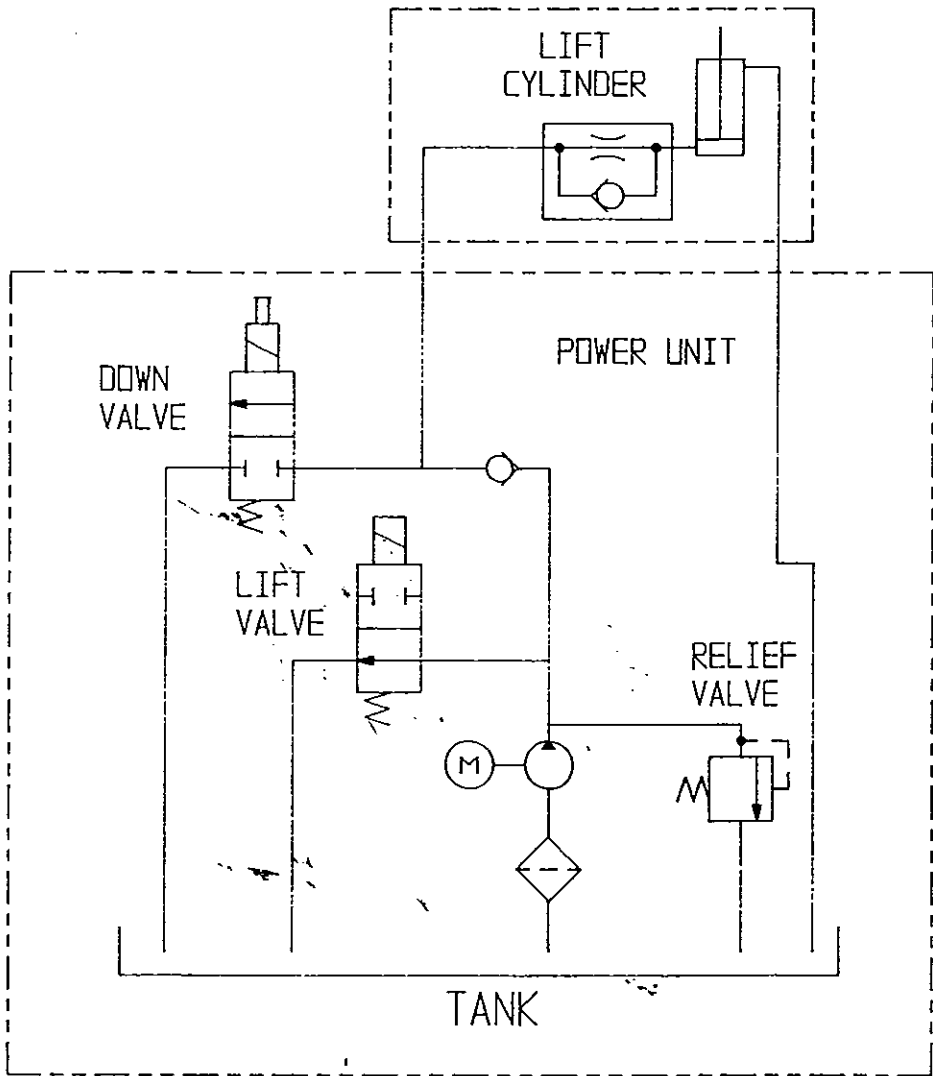 LIFT
CYLINDER
POWER UNIT
DOWN
VALVE
LIFT
VALVE
RELIEF
VALVE
M
TANK